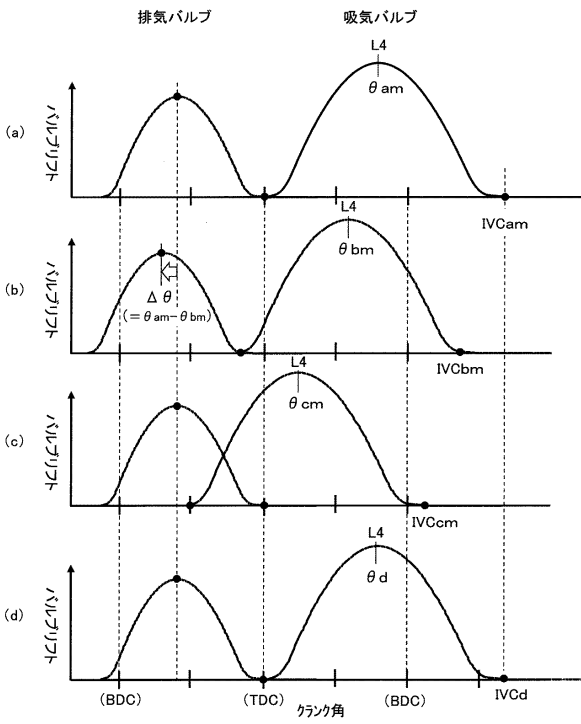 排気バルブ 吸気バルブ
(a)
バルブリフト
L4
θam
IVCam
(b)
バルブリフト
Δθ
(=θam-θbm)
L4
θbm
IVCbm
(c)
バルブリフト
L4
θcm
IVCcm
(d)
バルブリフト
L4
θd
IVCd
(BDC) (TDC) (BDC)
クランク角